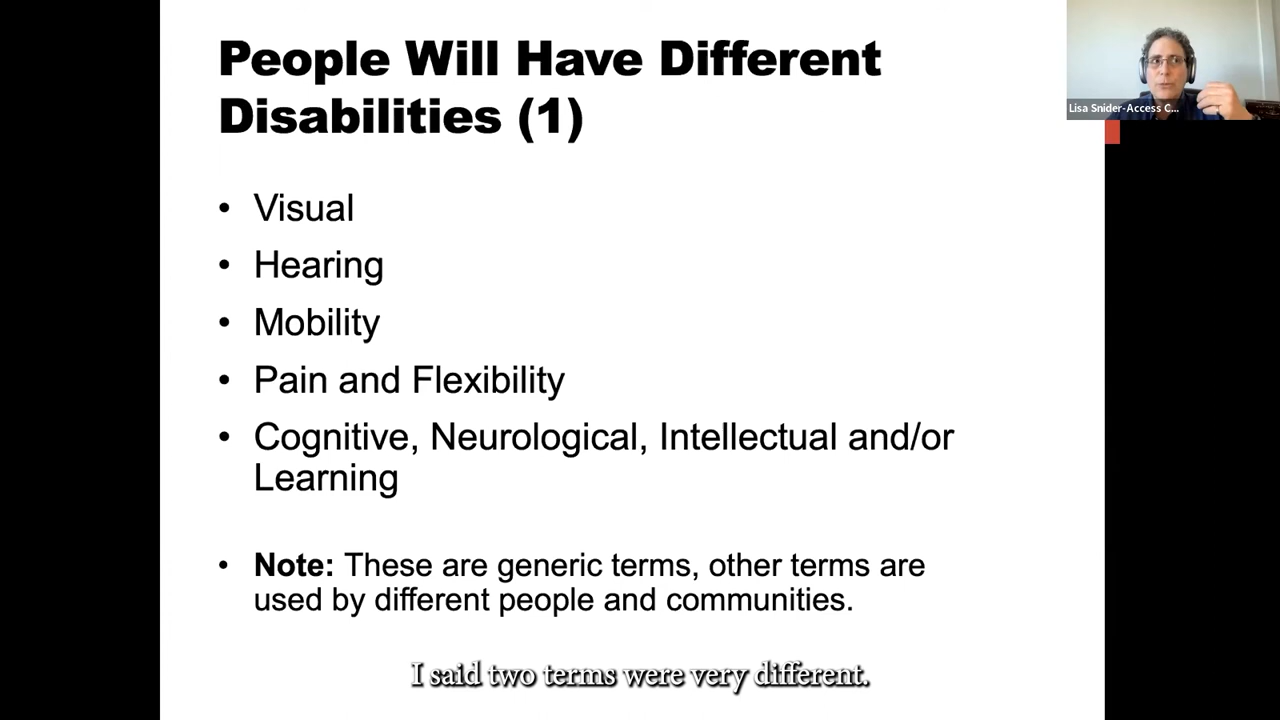 People Will Have Different
Disabilities (1)
• Visual
• Hearing
• Mobility
• Pain and Flexibility
• Cognitive, Neurological, Intellectual and/or
Learning
• Note: These are generic terms, other terms are
used by different people and communities.
Lisa Snider-Access C...
I said two terms were very different.